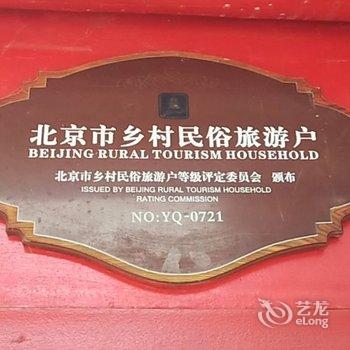 北京市乡村民俗旅游户
BEIJING RURAL TOURISM HOUSEHOLD
北京市乡村民俗旅游户等级评定委员会 颁布
ISSUED BY BEIJING RURAL TOURISM HOUSEHOLD
RATING COMMISSION
NO:YQ-0721
艺龙
eLong